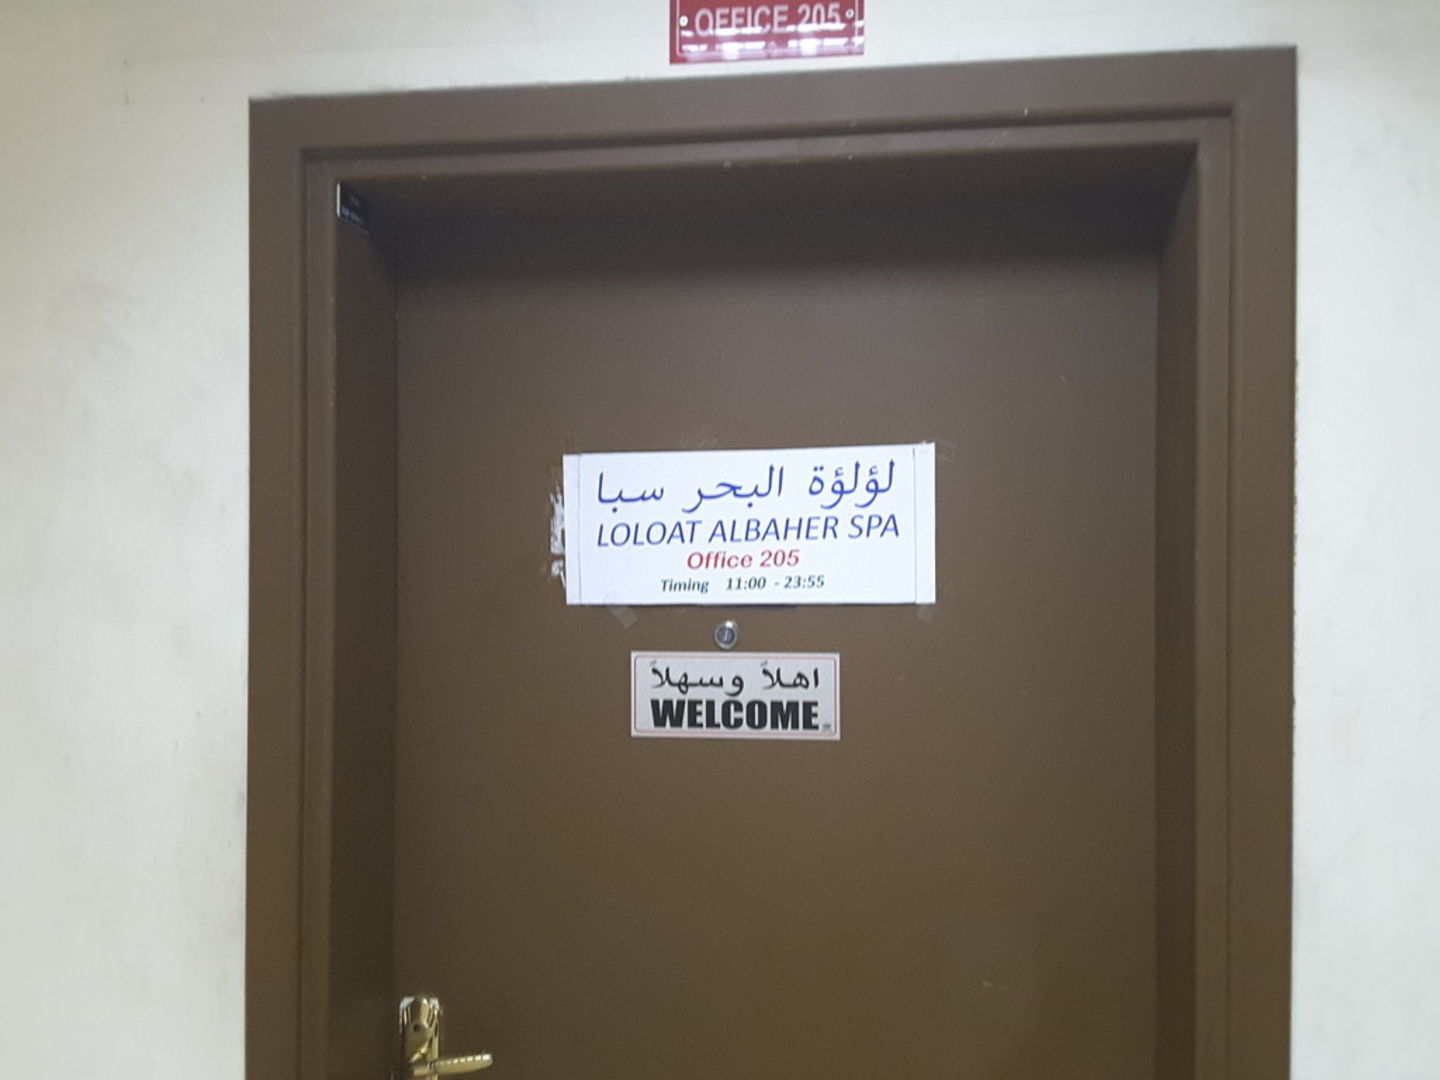 OFFICE 205
لؤلؤة البحر سبا
LOLOAT ALBAHER SPA
Office 205
Timing 11:00 - 23:55
اهلاً وسهلاً
WELCOME